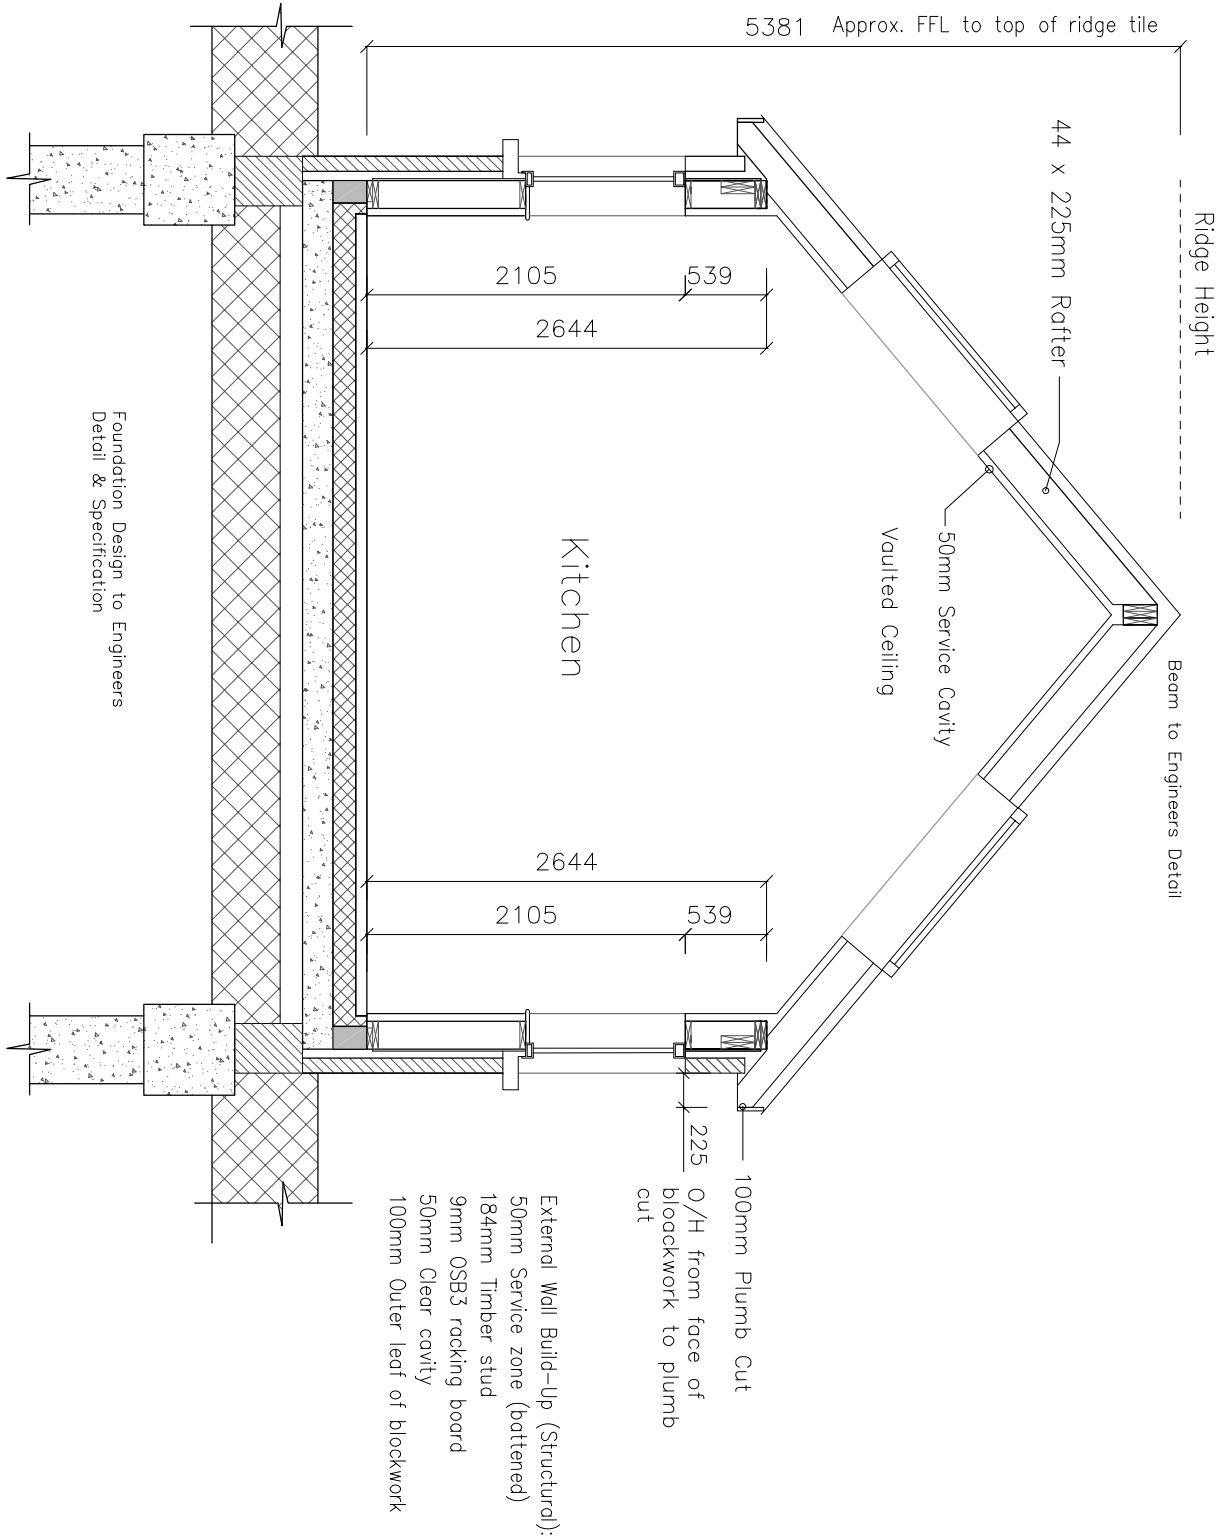 5381 Approx. FFL to top of ridge tile
Ridge Height
44 x 225mm Rafter
Beam to Engineers Detail
50mm Service Cavity
Vaulted Ceiling
2105
539
2644
Kitchen
2644
2105
539
Foundation Design to Engineers
Detail & Specification
100mm Plumb Cut
225
O/H from face of
bloackwork to plumb
cut
External Wall Build-Up (Structural):
50mm Service zone (battened)
184mm Timber stud
9mm OSB3 racking board
50mm Clear cavity
100mm Outer leaf of blockwork